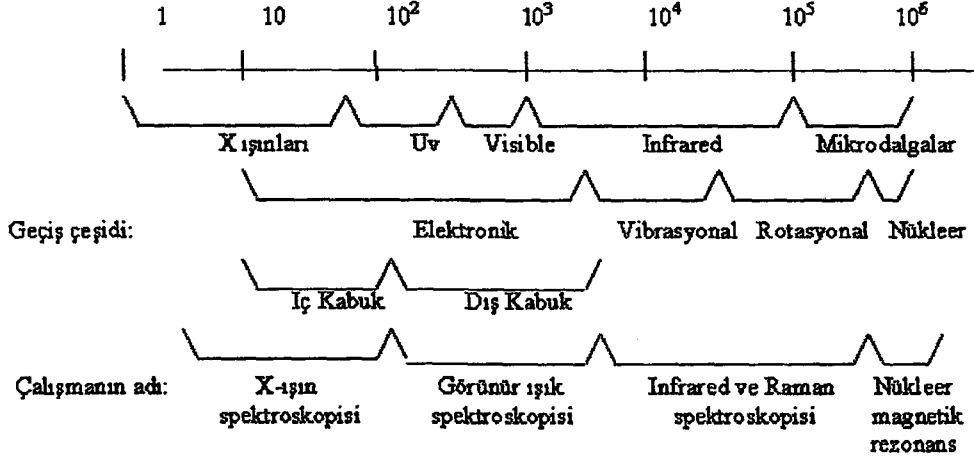 1 10 10² 10³ 10⁴ 10⁵ 10⁶
X ışınları Uv Visible Infrared Mikrodalgalar
Geçiş çeşidi: Elektronik Vibrasyonal Rotasyonal Nükleer
İç Kabuk Dış Kabuk
Çalışmanın adı: X-ışın Görünür ışık Infrared ve Raman Nükleer
spektroskopisi spektroskopisi spektroskopisi magnetik
rezonans